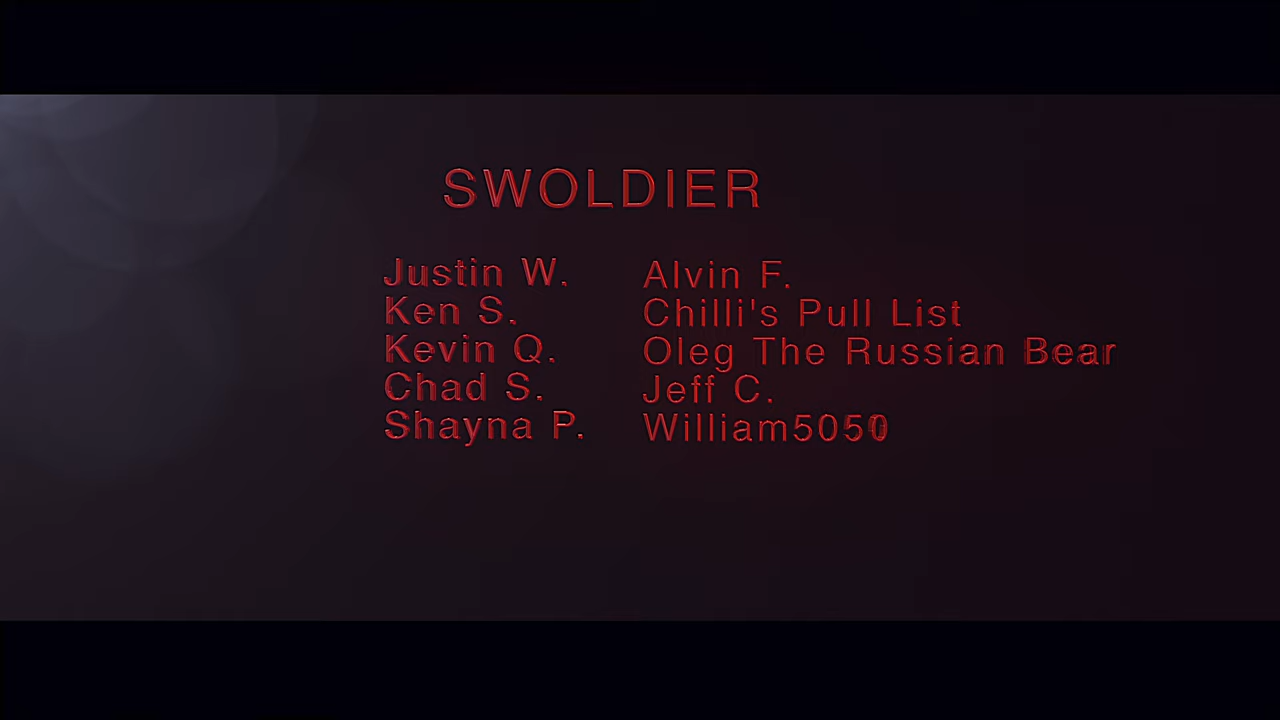 SWOLDIER
Justin W.
Ken S.
Kevin Q.
Chad S.
Shayna P.
Alvin F.
Chilli's Pull List
Oleg The Russian Bear
Jeff C.
William5050